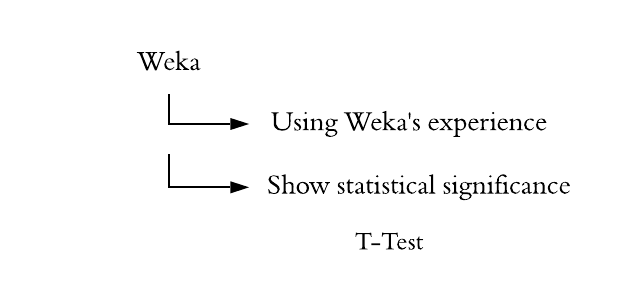 Weka
Using Weka's experience
Show statistical significance
T-Test